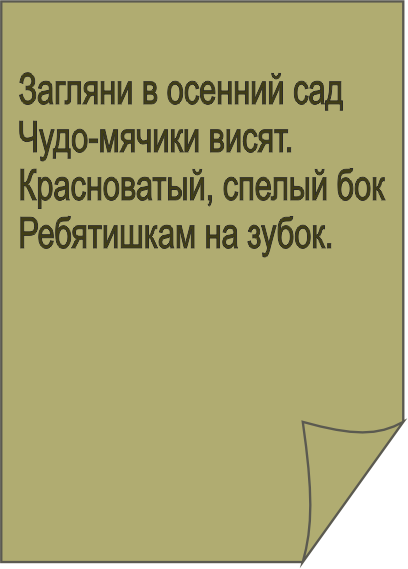 Загляни в осенний сад
Чудо-мячики висят.
Красноватый, спелый бок
Ребятишкам на зубок.